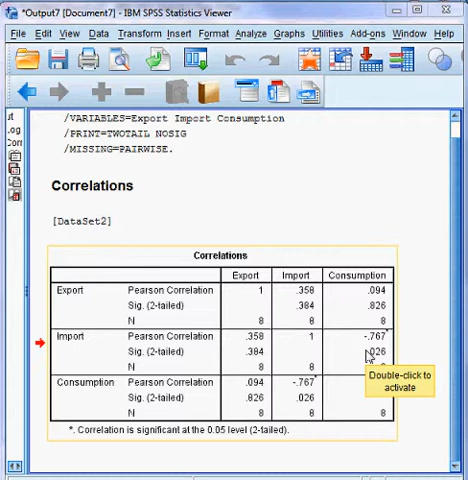 *Output7 [Document7] - IBM SPSS Statistics Viewer
File Edit View Data Transform Insert Format Analyze Graphs Utilities Add-ons Window Help
/VARIABLES=Export Import Consumption
/PRINT=TWOTAIL NOSIG
/MISSING=PAIRWISE.
Correlations
[DataSet2]
Correlations
Export Import Consumption
Export Pearson Correlation 1 .358 .094
Sig. (2-tailed) .384 .826
N 8 8 8
Import Pearson Correlation .358 1 -.767*
Sig. (2-tailed) .384 .026
N 8 8
Consumption Pearson Correlation .094 -.767*
Sig. (2-tailed) .826 .026
N 8 8 8
Double-click to
activate
*. Correlation is significant at the 0.05 level (2-tailed).